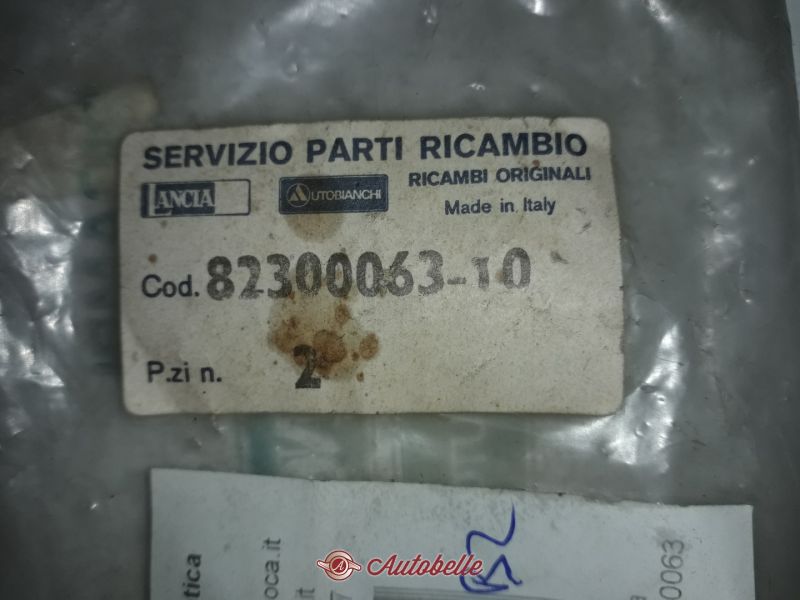 SERVIZIO PARTI RICAMBIO
LANCIA AUTOBIANCHI RICAMBI ORIGINALI
Made in Italy
Cod. 82300063-10
P.zi n. 2
Autobelle